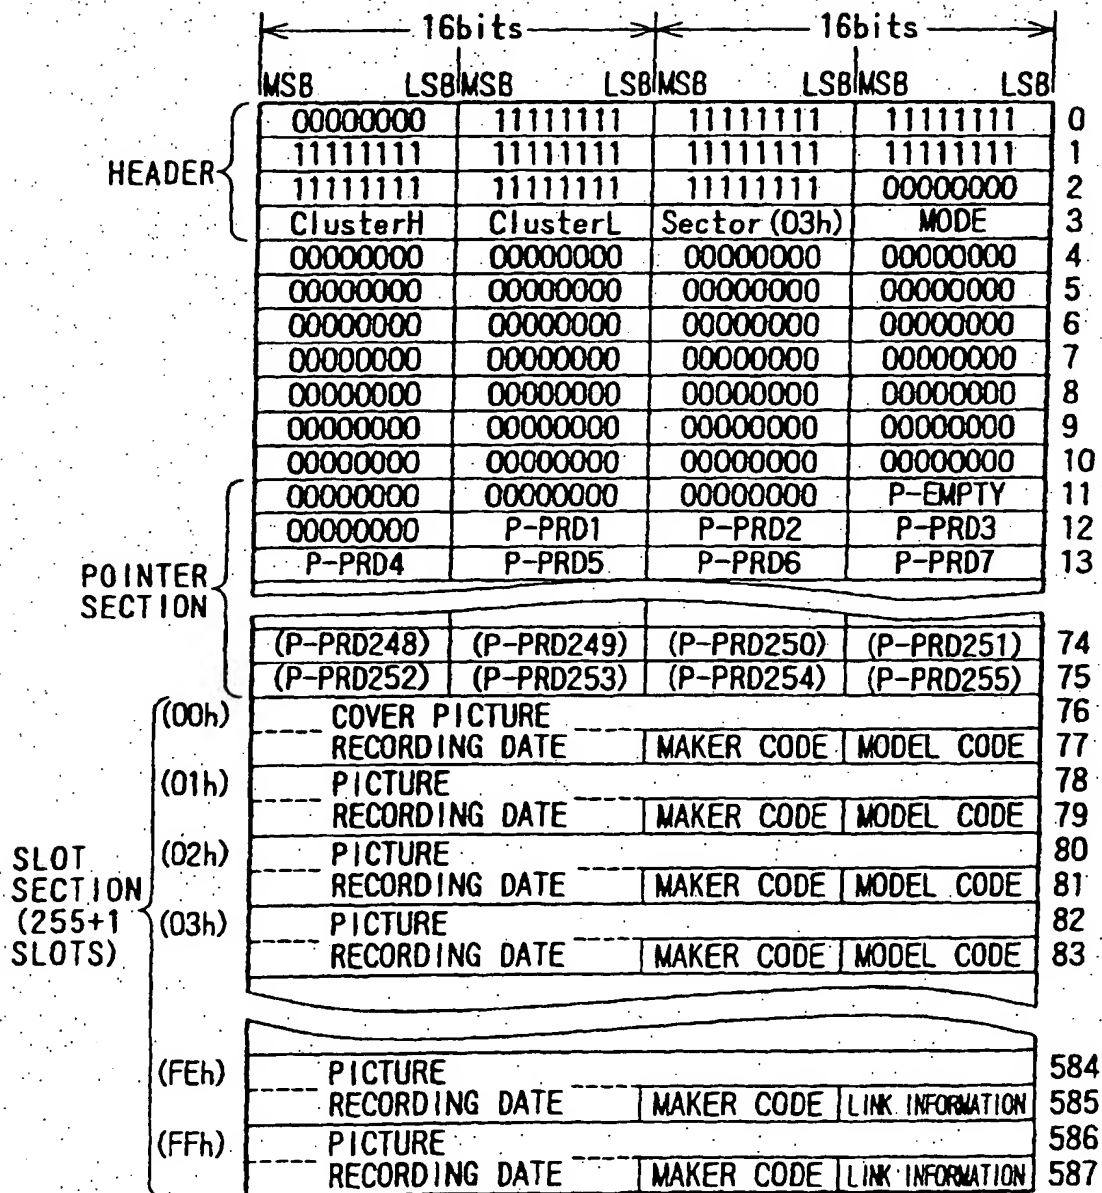 16bits 16bits
MSB LSB MSB LSB MSB LSB MSB LSB
00000000 11111111 11111111 11111111 0
11111111 11111111 11111111 11111111 1
HEADER
11111111 11111111 11111111 00000000 2
ClusterH ClusterL Sector (03h) MODE 3
00000000 00000000 00000000 00000000 4
00000000 00000000 00000000 00000000 5
00000000 00000000 00000000 00000000 6
00000000 00000000 00000000 00000000 7
00000000 00000000 00000000 00000000 8
00000000 00000000 00000000 00000000 9
00000000 00000000 00000000 00000000 10
00000000 00000000 00000000 P-EMPTY 11
00000000 P-PRD1 P-PRD2 P-PRD3 12
P-PRD4 P-PRD5 P-PRD6 P-PRD7 13
POINTER
SECTION
(P-PRD248) (P-PRD249) (P-PRD250) (P-PRD251) 74
(P-PRD252) (P-PRD253) (P-PRD254) (P-PRD255) 75
(00h) COVER PICTURE 76
RECORDING DATE MAKER CODE MODEL CODE 77
(01h) PICTURE 78
RECORDING DATE MAKER CODE MODEL CODE 79
(02h) PICTURE 80
RECORDING DATE MAKER CODE MODEL CODE 81
SLOT
SECTION
(255+1
SLOTS)
(03h) PICTURE 82
RECORDING DATE MAKER CODE MODEL CODE 83
(FEh) PICTURE 584
RECORDING DATE MAKER CODE LINK INFORMATION 585
(FFh) PICTURE 586
RECORDING DATE MAKER CODE LINK INFORMATION 587